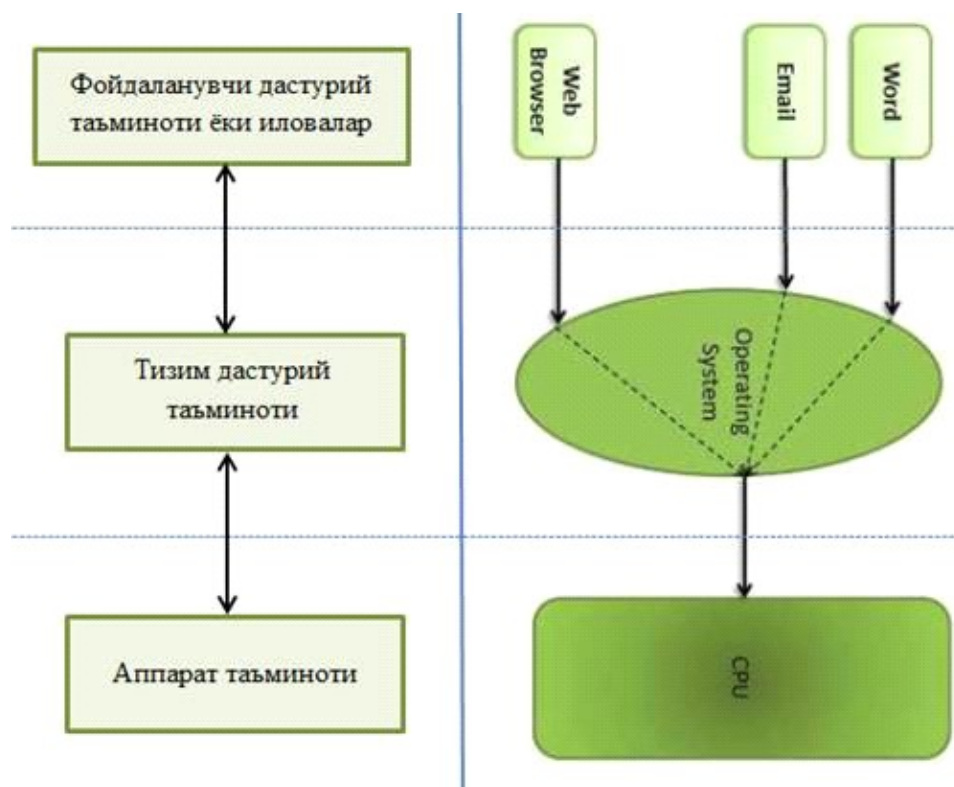 Фойдаланувчи дастурий
таъминоти ёки иловалар
Тизим дастурий
таъминоти
Аппарат таъминоти
Web
Browser
Email
Word
Operating
System
CPU